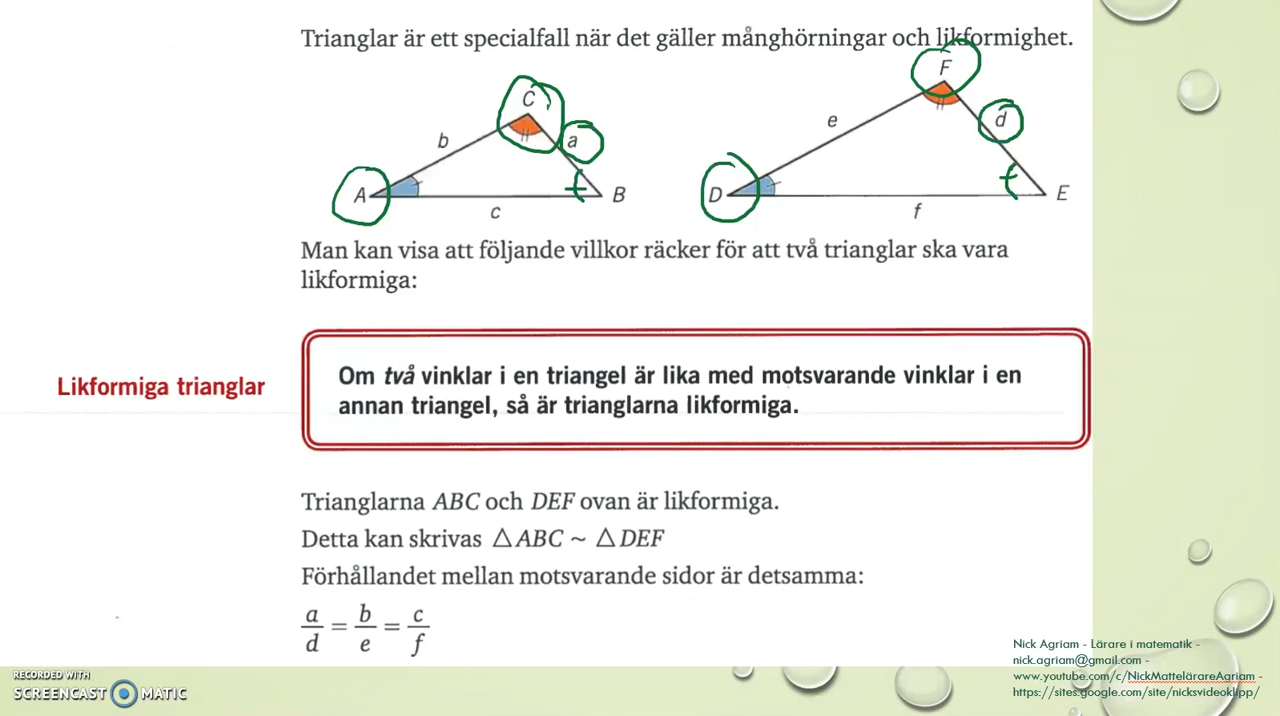 Trianglar är ett specialfall när det gäller månghörningar och likformighet.
C
b
a
A
B
c
F
e
d
D
E
f
Man kan visa att följande villkor räcker för att två trianglar ska vara
likformiga:
Likformiga trianglar
Om två vinklar i en triangel är lika med motsvarande vinklar i en
annan triangel, så är trianglarna likformiga.
Trianglarna ABC och DEF ovan är likformiga.
Detta kan skrivas △ABC ~ △DEF
Förhållandet mellan motsvarande sidor är detsamma:
a/d = b/e = c/f
Nick Agriam - Lärare i matematik -
nick.agriam@gmail.com -
www.youtube.com/c/NickMattelärareAgriam -
https://sites.google.com/site/nicksvideoklipp/
RECORDED WITH
SCREENCAST MATIC